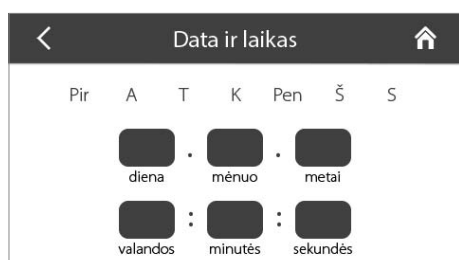 Data ir laikas
Pir A T K Pen Š S
. .
diena mėnuo metai
: :
valandos minutės sekundės